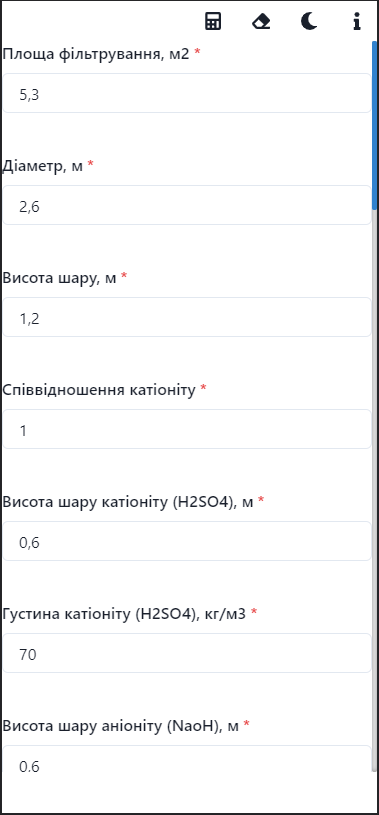 Площа фільтрування, м2 *
5,3
Діаметр, м *
2,6
Висота шару, м *
1,2
Співвідношення катіоніту *
1
Висота шару катіоніту (H2SO4), м *
0,6
Густина катіоніту (H2SO4), кг/м3 *
70
Висота шару аніоніту (NaoH), м *
0.6